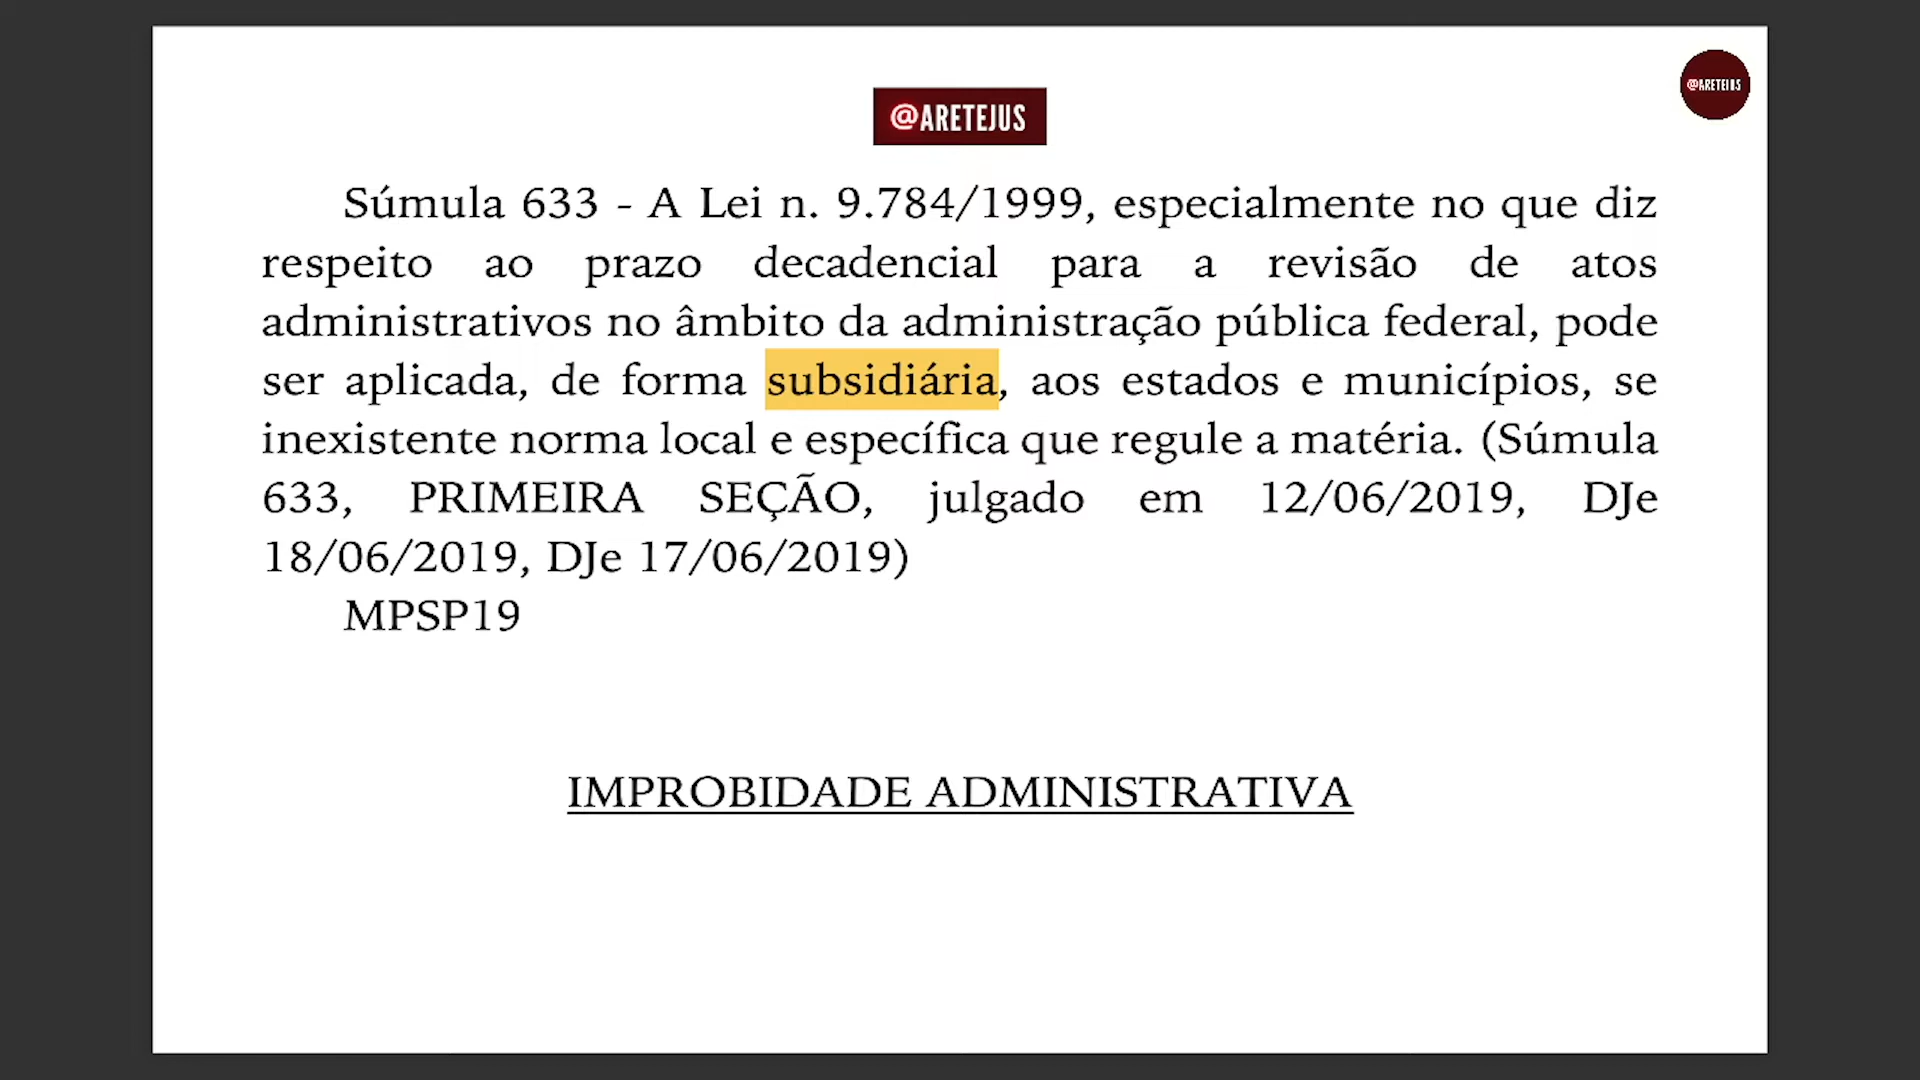 @ARETEJUS
@ARETEJUS
Súmula 633 - A Lei n. 9.784/1999, especialmente no que diz
respeito ao prazo decadencial para a revisão de atos
administrativos no âmbito da administração pública federal, pode
ser aplicada, de forma subsidiária, aos estados e municípios, se
inexistente norma local e específica que regule a matéria. (Súmula
633, PRIMEIRA SEÇÃO, julgado em 12/06/2019, DJe
18/06/2019, DJe 17/06/2019)
MPSP19
IMPROBIDADE ADMINISTRATIVA